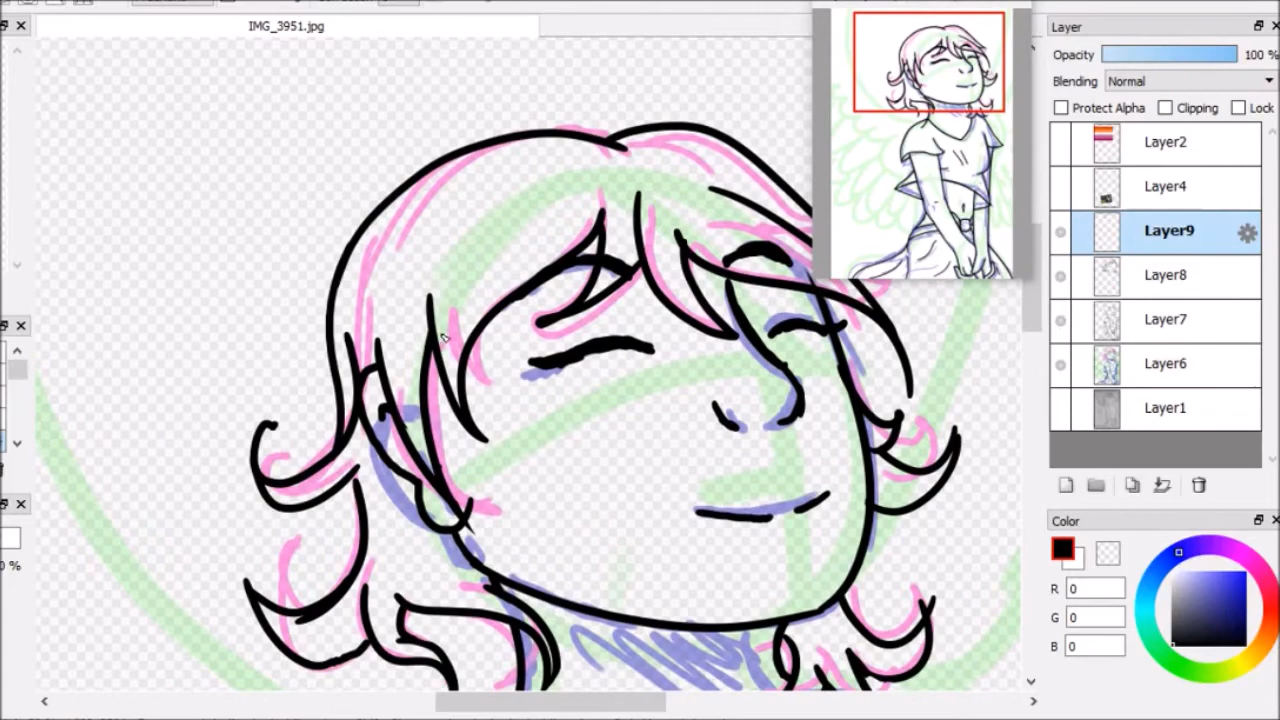 IMG_3951.jpg
Layer
Opacity 100 %
Blending Normal
Protect Alpha Clipping Lock
Layer2
Layer4
Layer9
Layer8
Layer7
Layer6
Layer1
Color
R 0
G 0
B 0
0 %